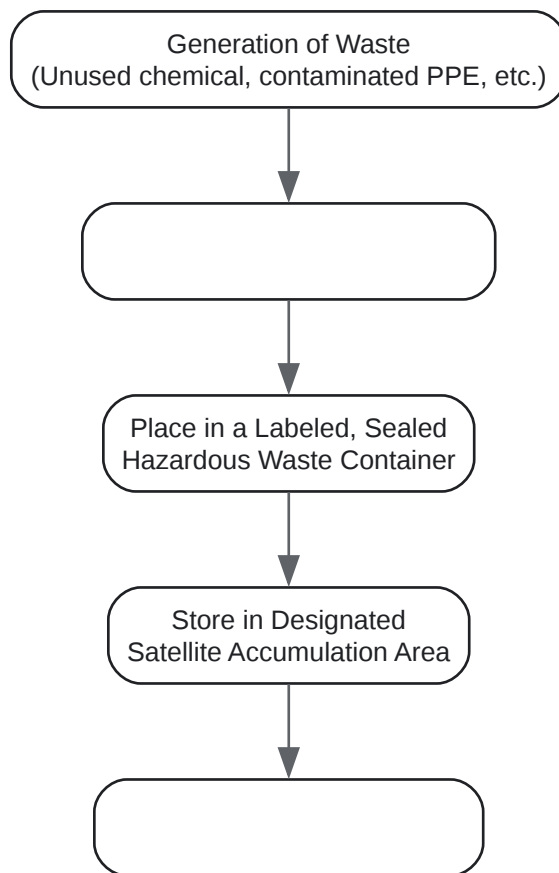 Generation of Waste
(Unused chemical, contaminated PPE, etc.)
Place in a Labeled, Sealed
Hazardous Waste Container
Store in Designated
Satellite Accumulation Area